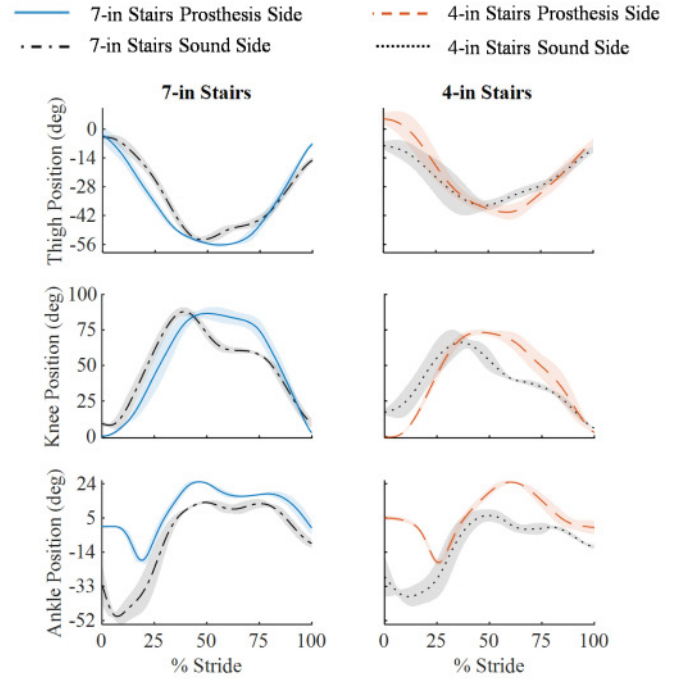 7-in Stairs Prosthesis Side
4-in Stairs Prosthesis Side
7-in Stairs Sound Side
4-in Stairs Sound Side
7-in Stairs
4-in Stairs
Thigh Position (deg)
0
-14
-28
-42
-56
Knee Position (deg)
100
75
50
25
0
Ankle Position (deg)
24
5
-14
-33
-52
0 25 50 75 100
0 25 50 75 100
% Stride
% Stride